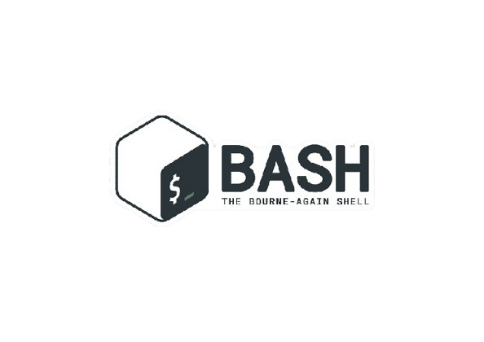 $_
BASH
THE BOURNE-AGAIN SHELL